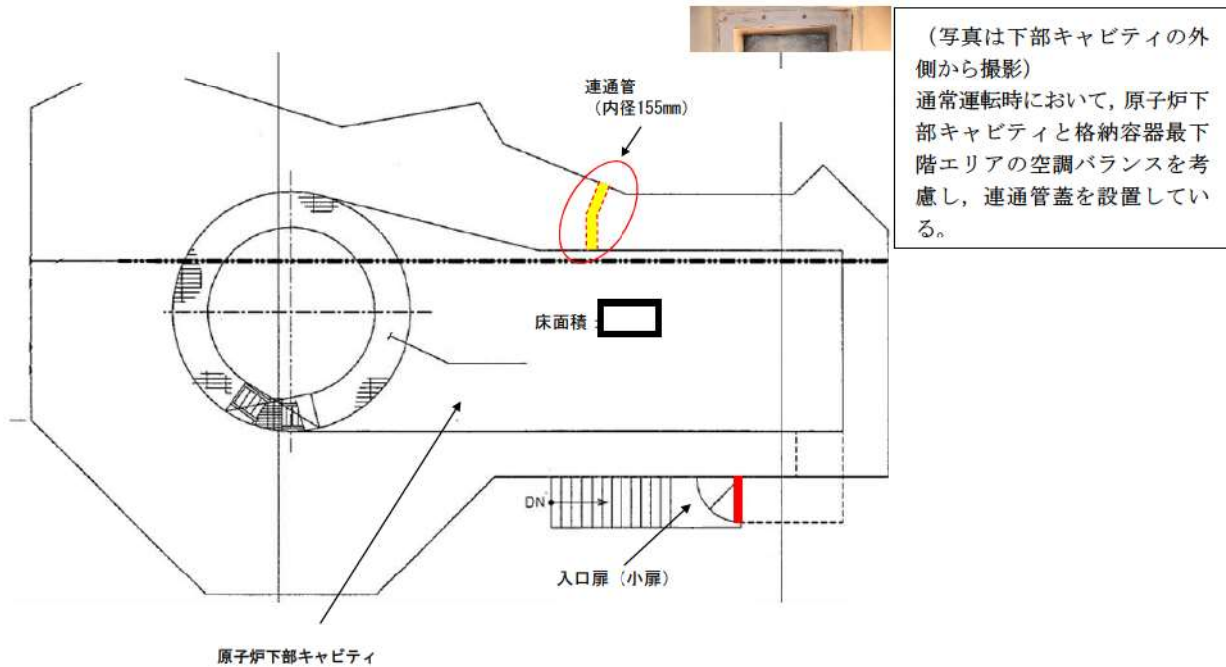 （写真は下部キャビティの外
側から撮影）
通常運転時において，原子炉下
部キャビティと格納容器最下
階エリアの空調バランスを考
慮し，連通管蓋を設置してい
る。
連通管
（内径155mm）
床面積：
DN
入口扉（小扉）
原子炉下部キャビティ